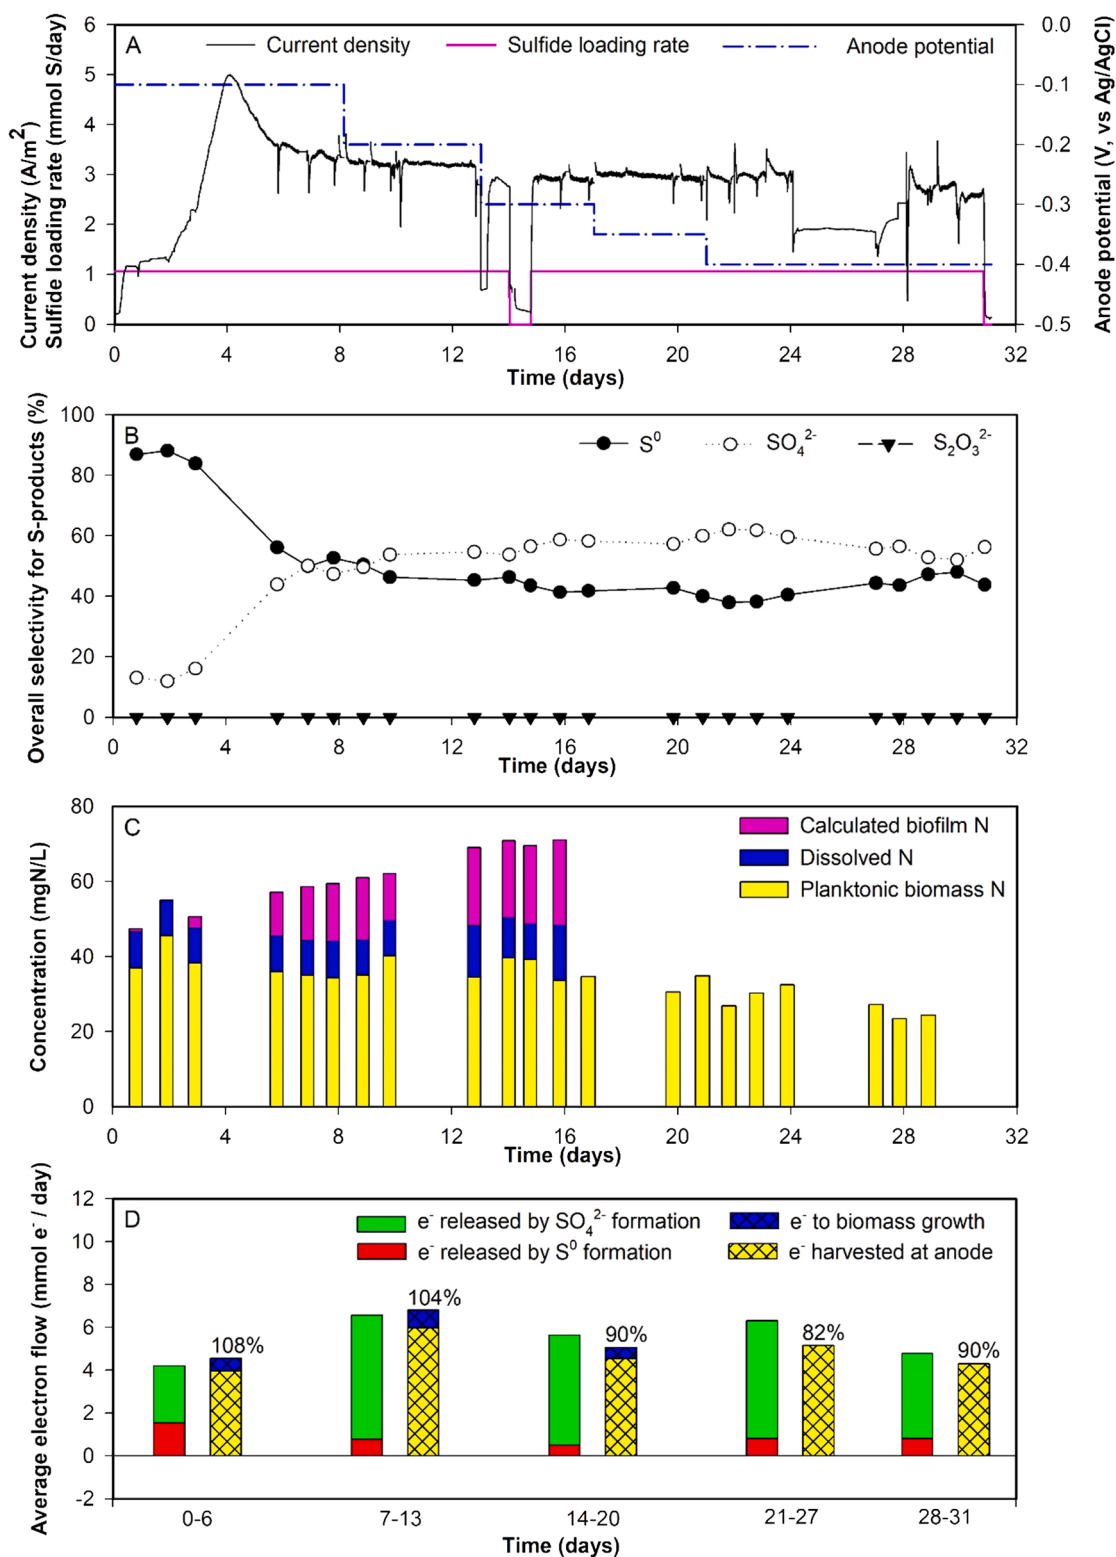 A
Current density
Sulfide loading rate
Anode potential
Current density (A/m²)
Sulfide loading rate (mmol S/day)
6
5
4
3
2
1
0
0.0
-0.1
-0.2
-0.3
-0.4
-0.5
Anode potential (V, vs Ag/AgCl)
0 4 8 12 16 20 24 28 32
Time (days)
B
S⁰
SO₄²⁻
S₂O₃²⁻
Overall selectivity for S-products (%)
100
80
60
40
20
0
0 4 8 12 16 20 24 28 32
Time (days)
C
Calculated biofilm N
Dissolved N
Planktonic biomass N
Concentration (mgN/L)
80
60
40
20
0
0 4 8 12 16 20 24 28 32
Time (days)
D
e⁻ released by SO₄²⁻ formation
e⁻ released by S⁰ formation
e⁻ to biomass growth
e⁻ harvested at anode
Average electron flow (mmol e⁻ / day)
12
10
8
6
4
2
0
-2
108%
104%
90%
82%
90%
0-6 7-13 14-20 21-27 28-31
Time (days)